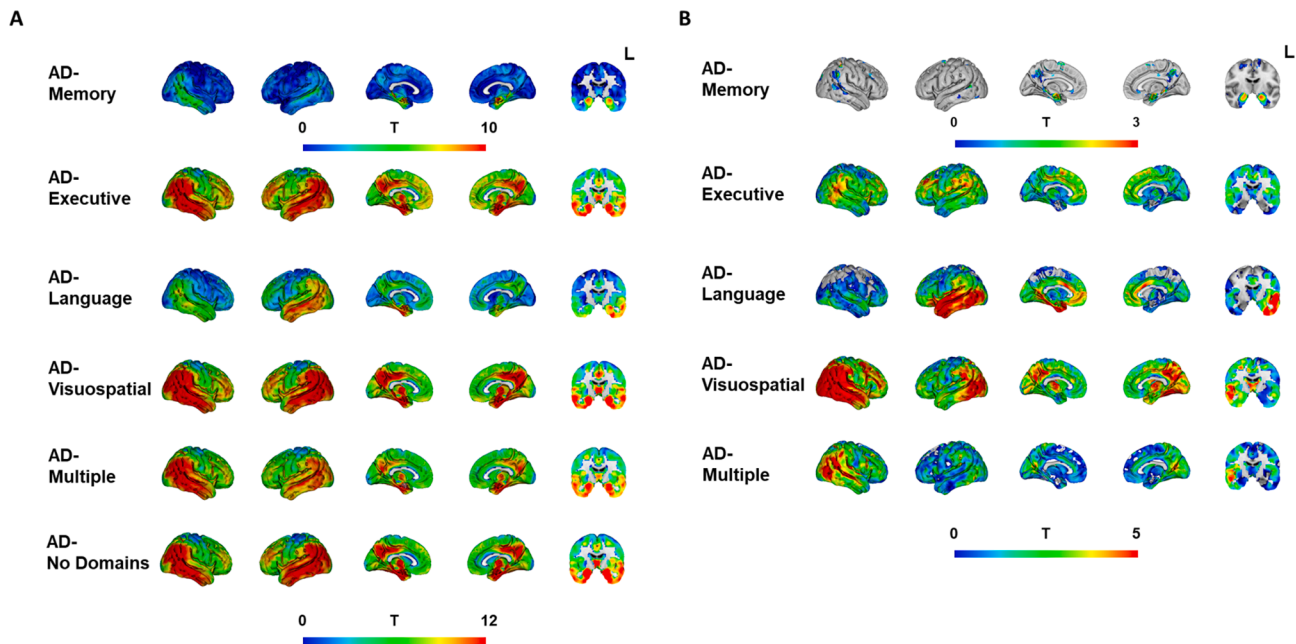 A
L
AD-
Memory
0 T 10
AD-
Executive
AD-
Language
AD-
Visuospatial
AD-
Multiple
AD-
No Domains
0 T 12
B
L
AD-
Memory
0 T 3
AD-
Executive
AD-
Language
AD-
Visuospatial
AD-
Multiple
0 T 5